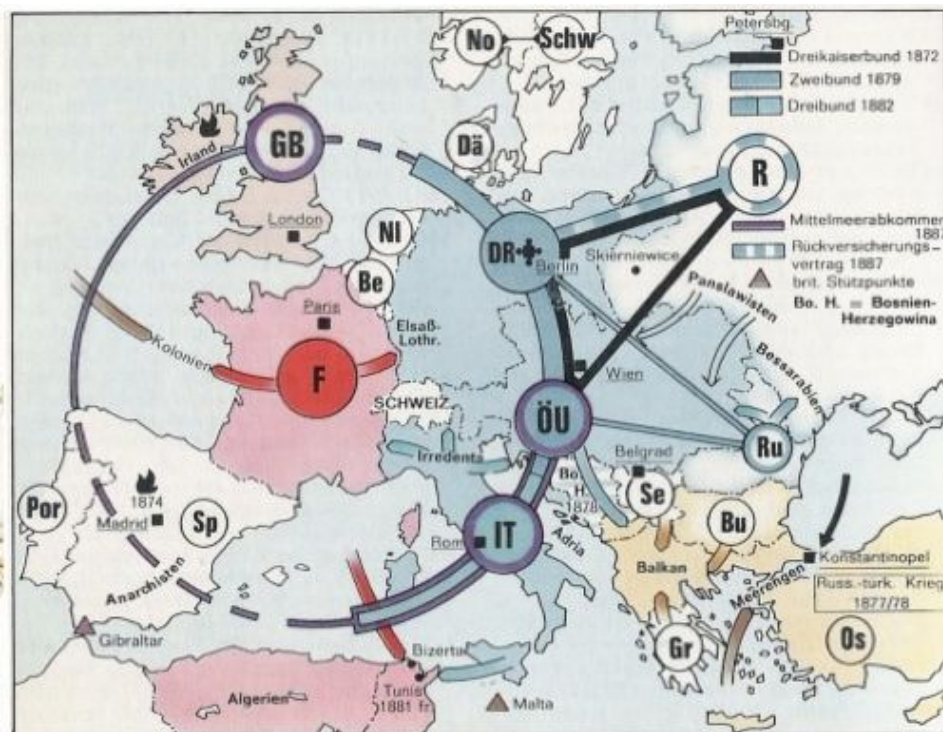 No
Schw
Petersbg.
Dreikaiserbund 1872
Zweibund 1879
Dreibund 1882
GB
Irland
Dä
R
London
Nl
DR
Berlin
Skierniewice
Mittelmeerabkommen
1887
Rückversicherungs-
vertrag 1887
brit. Stützpunkte
Bo. H. = Bosnien-
Herzegowina
Be
Paris
Panslawisten
Kolonien
F
Elsaß-
Lothr.
Wien
Bessarabien
SCHWEIZ
ÖU
Irredenta
Belgrad
Ru
Bo.
H.
1878
Se
Bu
Por
1874
Madrid
Sp
Rom
IT
Adria
Balkan
Konstantinopel
Anarchisten
Meerengen
Russ.-türk. Krieg
1877/78
Gibraltar
Bizerta
Gr
Os
Algerien
Tunis
1881 fr.
Malta